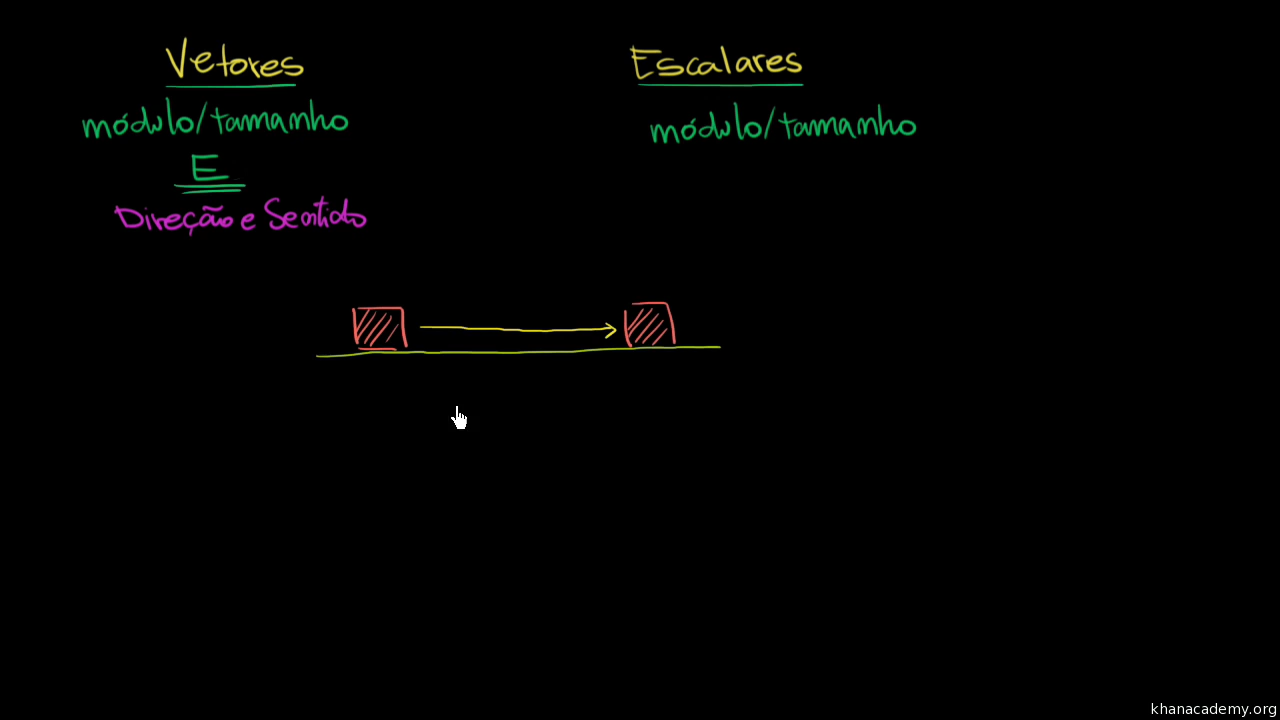 Vetores
Escalares
módulo/tamanho
módulo/tamanho
E
Direção e Sentido
khanacademy.org